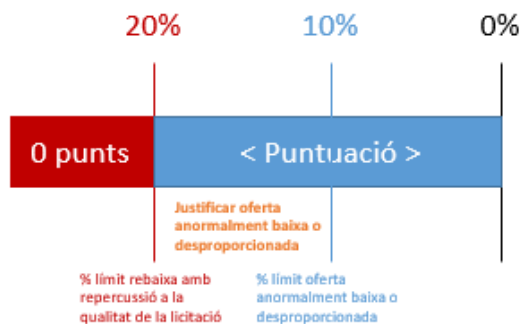 20% 10% 0%
0 punts < Puntuació >
Justificar oferta
anormalment baixa o
desproporcionada
% límit rebaixa amb
repercussió a la
qualitat de la licitació
% límit oferta
anormalment baixa o
desproporcionada